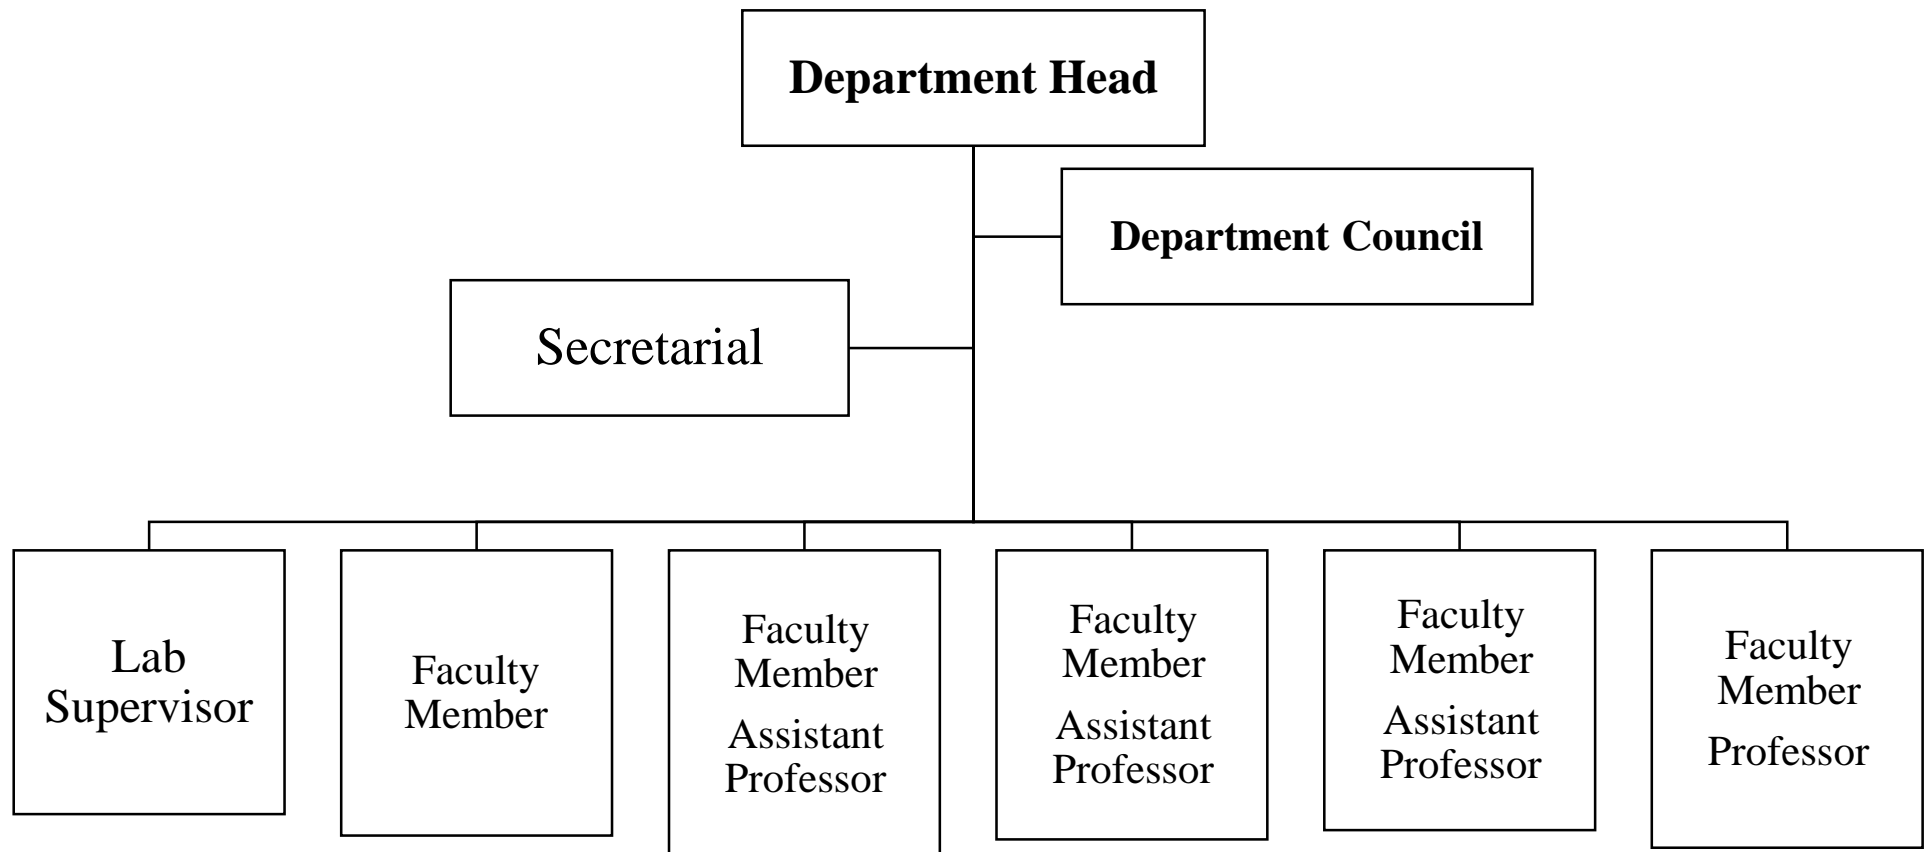 Department Head
Department Council
Secretarial
Lab
Supervisor
Faculty
Member
Faculty
Member
Assistant
Professor
Faculty
Member
Assistant
Professor
Faculty
Member
Assistant
Professor
Faculty
Member
Professor